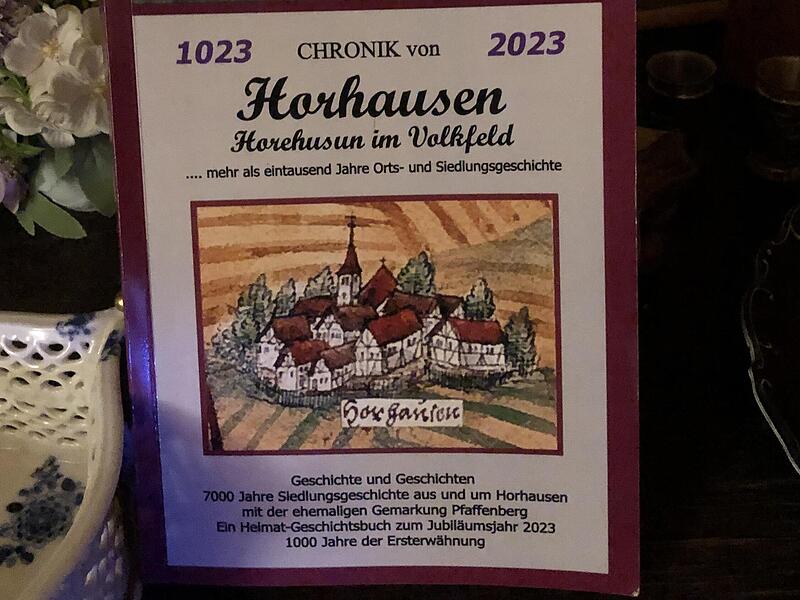 1023 CHRONIK von 2023
Horhausen
Horehusun im Volkfeld
.... mehr als eintausend Jahre Orts- und Siedlungsgeschichte
Horhausen
Geschichte und Geschichten
7000 Jahre Siedlungsgeschichte aus und um Horhausen
mit der ehemaligen Gemarkung Pfaffenberg
Ein Heimat-Geschichtsbuch zum Jubiläumsjahr 2023
1000 Jahre der Ersterwähnung